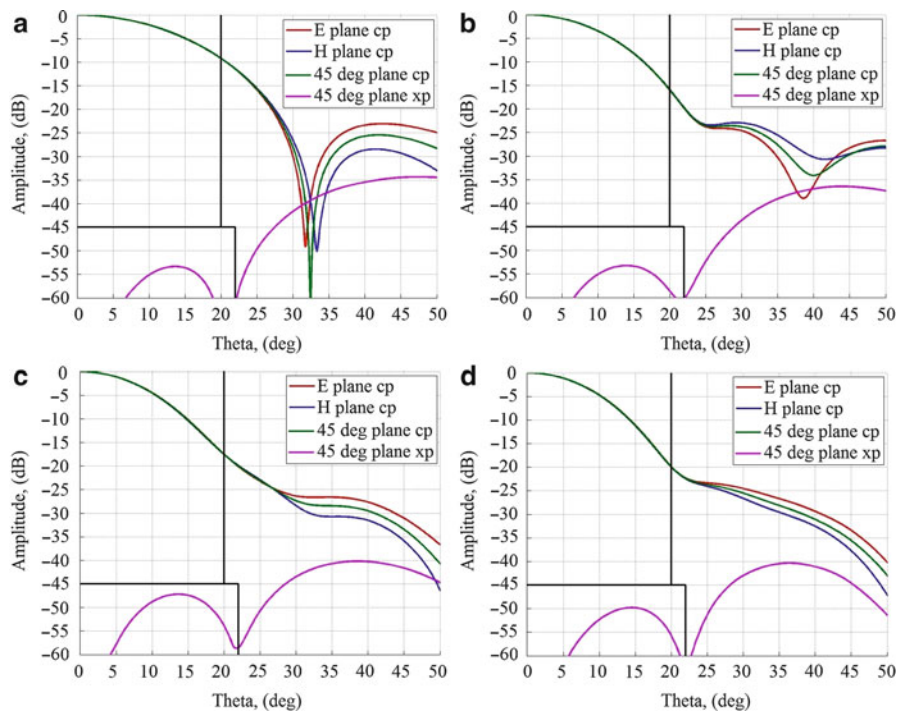 a
0
−5
−10
−15
−20
−25
−30
−35
−40
−45
−50
−55
−60
Amplitude, (dB)
E plane cp
H plane cp
45 deg plane cp
45 deg plane xp
0 5 10 15 20 25 30 35 40 45 50
Theta, (deg)
b
0
−5
−10
−15
−20
−25
−30
−35
−40
−45
−50
−55
−60
Amplitude, (dB)
E plane cp
H plane cp
45 deg plane cp
45 deg plane xp
0 5 10 15 20 25 30 35 40 45 50
Theta, (deg)
c
0
−5
−10
−15
−20
−25
−30
−35
−40
−45
−50
−55
−60
Amplitude, (dB)
E plane cp
H plane cp
45 deg plane cp
45 deg plane xp
0 5 10 15 20 25 30 35 40 45 50
Theta, (deg)
d
0
−5
−10
−15
−20
−25
−30
−35
−40
−45
−50
−55
−60
Amplitude, (dB)
E plane cp
H plane cp
45 deg plane cp
45 deg plane xp
0 5 10 15 20 25 30 35 40 45 50
Theta, (deg)